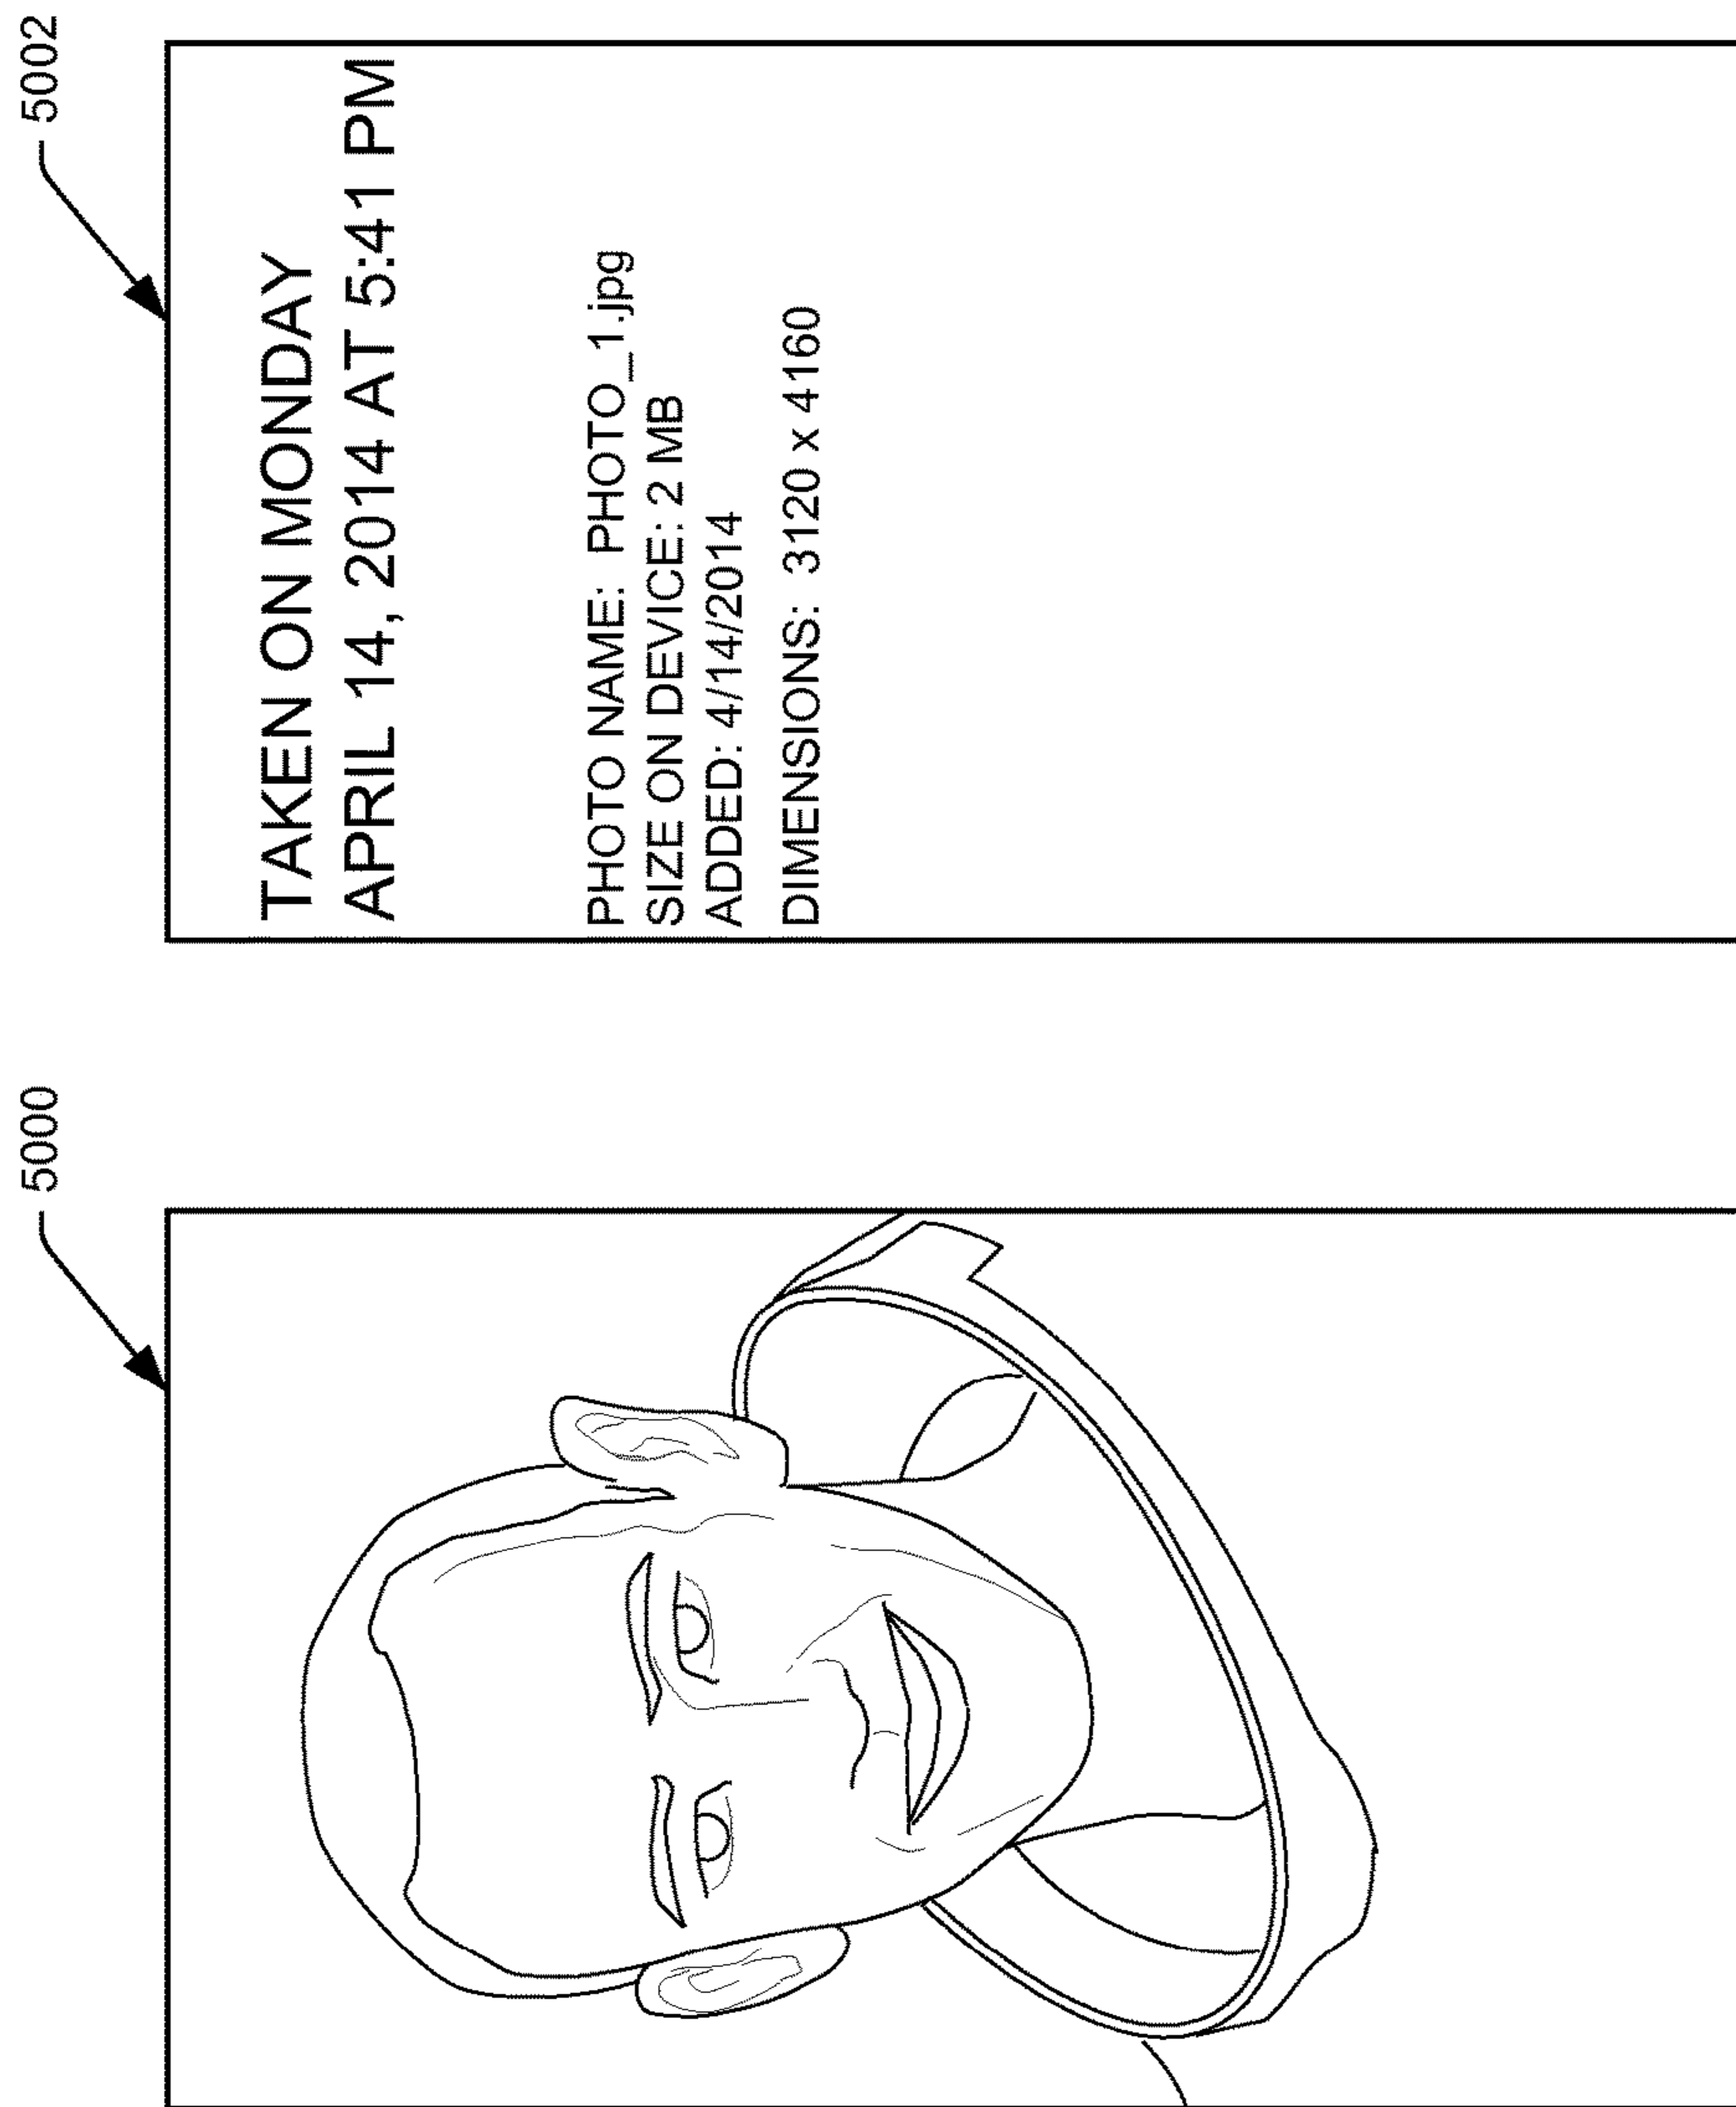 5000
5002
TAKEN ON MONDAY
APRIL 14, 2014 AT 5:41 PM
PHOTO NAME: PHOTO_1.jpg
SIZE ON DEVICE: 2 MB
ADDED: 4/14/2014
DIMENSIONS: 3120 x 4160